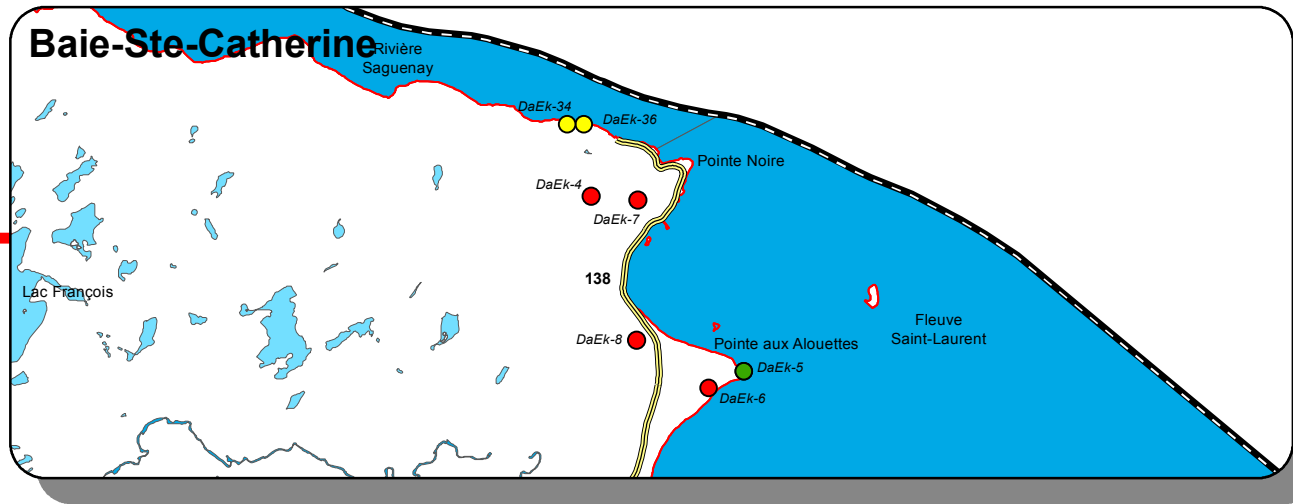 Baie-Ste-Catherine
Rivière
Saguenay
DaEk-34
DaEk-36
Pointe Noire
DaEk-4
DaEk-7
138
Lac François
Fleuve
Saint-Laurent
DaEk-8
Pointe aux Alouettes
DaEk-5
DaEk-6